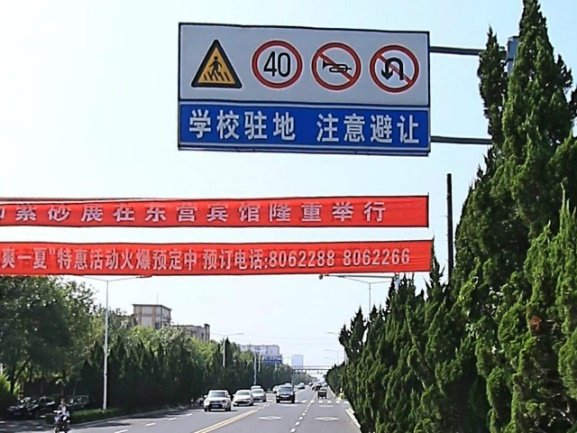 40
学校驻地 注意避让
紫砂展在东营宾馆隆重举行
爽一夏"特惠活动火爆预定中 预订电话:8062288 8062266